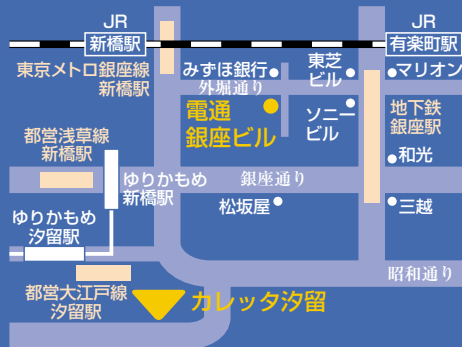 JR
新橋駅
JR
有楽町駅
東京メトロ銀座線
新橋駅
みずほ銀行
東芝
ビル
マリオン
外堀通り
電通
銀座ビル
ソニー
ビル
地下鉄
銀座駅
都営浅草線
新橋駅
和光
ゆりかもめ
新橋駅
銀座通り
松坂屋
三越
ゆりかもめ
汐留駅
昭和通り
都営大江戸線
汐留駅
カレッタ汐留